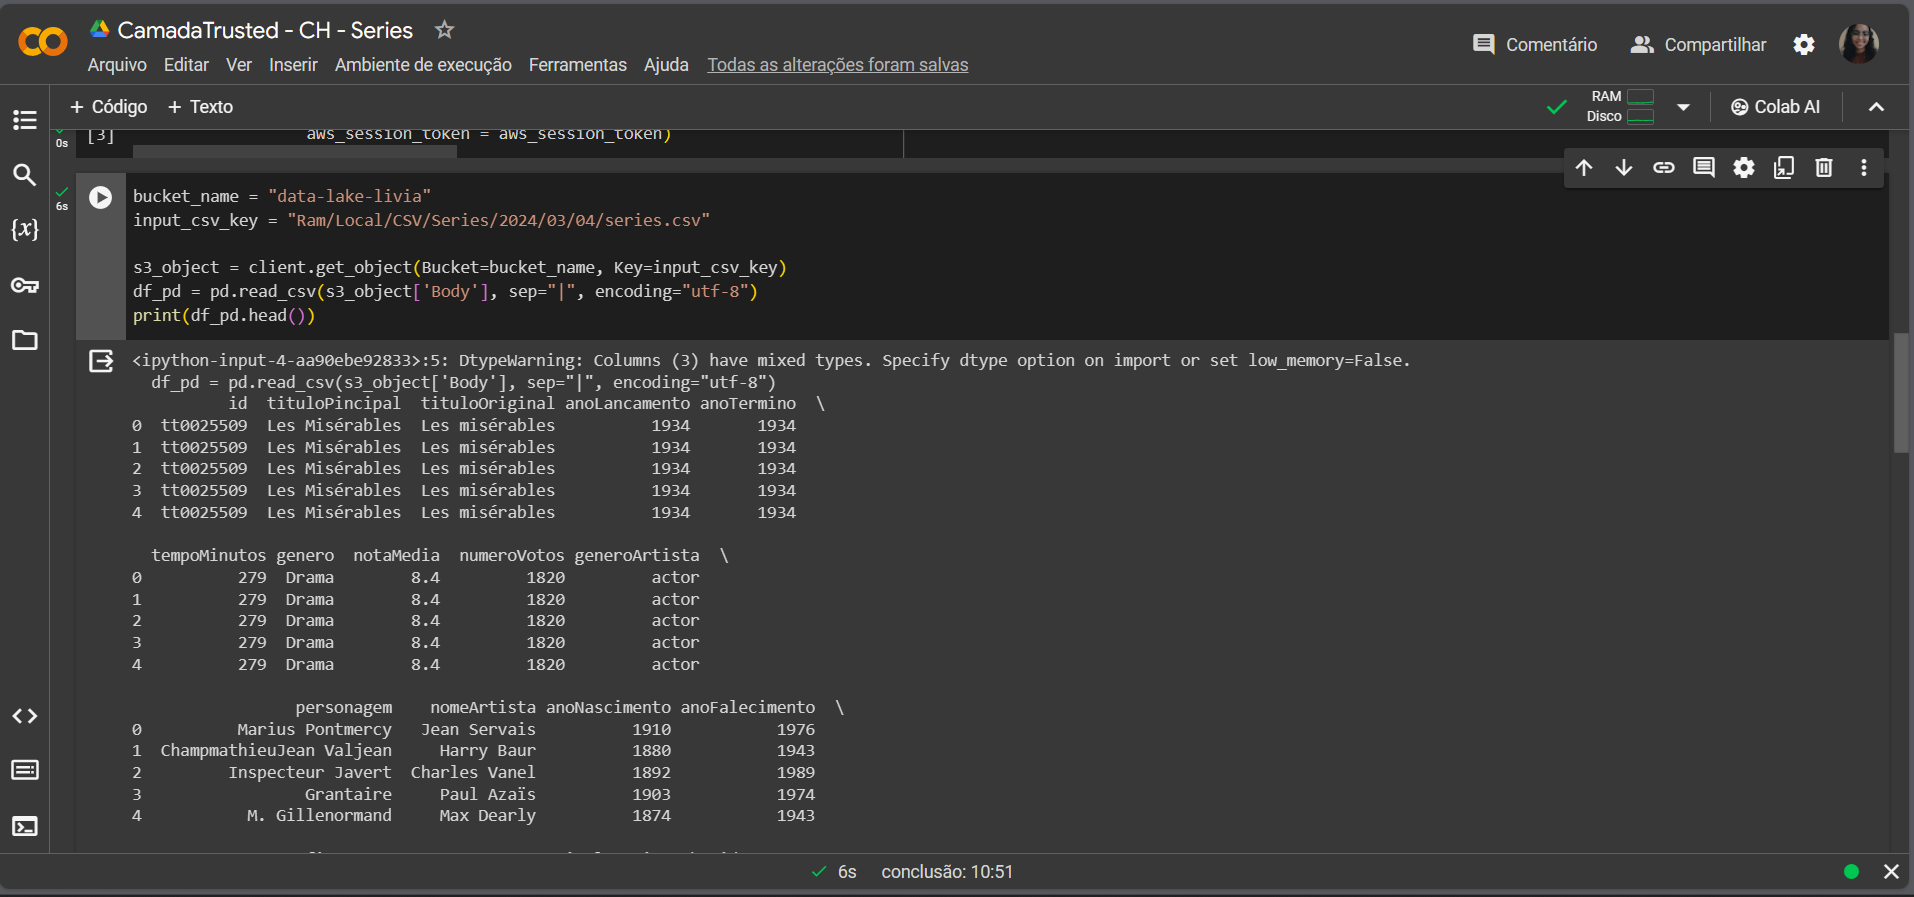 CamadaTrusted - CH - Series
Arquivo Editar Ver Inserir Ambiente de execução Ferramentas Ajuda Todas as alterações foram salvas
Comentário Compartilhar
+ Código + Texto
RAM
Disco
Colab AI
0s
[3] aws_session_token = aws_session_token)
6s
bucket_name = "data-lake-livia"
input_csv_key = "Ram/Local/CSV/Series/2024/03/04/series.csv"
s3_object = client.get_object(Bucket=bucket_name, Key=input_csv_key)
df_pd = pd.read_csv(s3_object['Body'], sep="|", encoding="utf-8")
print(df_pd.head())
{x}
<ipython-input-4-aa90ebe92833>:5: DtypeWarning: Columns (3) have mixed types. Specify dtype option on import or set low_memory=False.
df_pd = pd.read_csv(s3_object['Body'], sep="|", encoding="utf-8")
id tituloPincipal tituloOriginal anoLancamento anoTermino \
0 tt0025509 Les Misérables Les misérables 1934 1934
1 tt0025509 Les Misérables Les misérables 1934 1934
2 tt0025509 Les Misérables Les misérables 1934 1934
3 tt0025509 Les Misérables Les misérables 1934 1934
4 tt0025509 Les Misérables Les misérables 1934 1934
tempoMinutos genero notaMedia numeroVotos generoArtista \
0 279 Drama 8.4 1820 actor
1 279 Drama 8.4 1820 actor
2 279 Drama 8.4 1820 actor
3 279 Drama 8.4 1820 actor
4 279 Drama 8.4 1820 actor
personagem nomeArtista anoNascimento anoFalecimento \
0 Marius Pontmercy Jean Servais 1910 1976
1 ChampmathieuJean Valjean Harry Baur 1880 1943
2 Inspecteur Javert Charles Vanel 1892 1989
3 Grantaire Paul Azaïs 1903 1974
4 M. Gillenormand Max Dearly 1874 1943
6s conclusão: 10:51